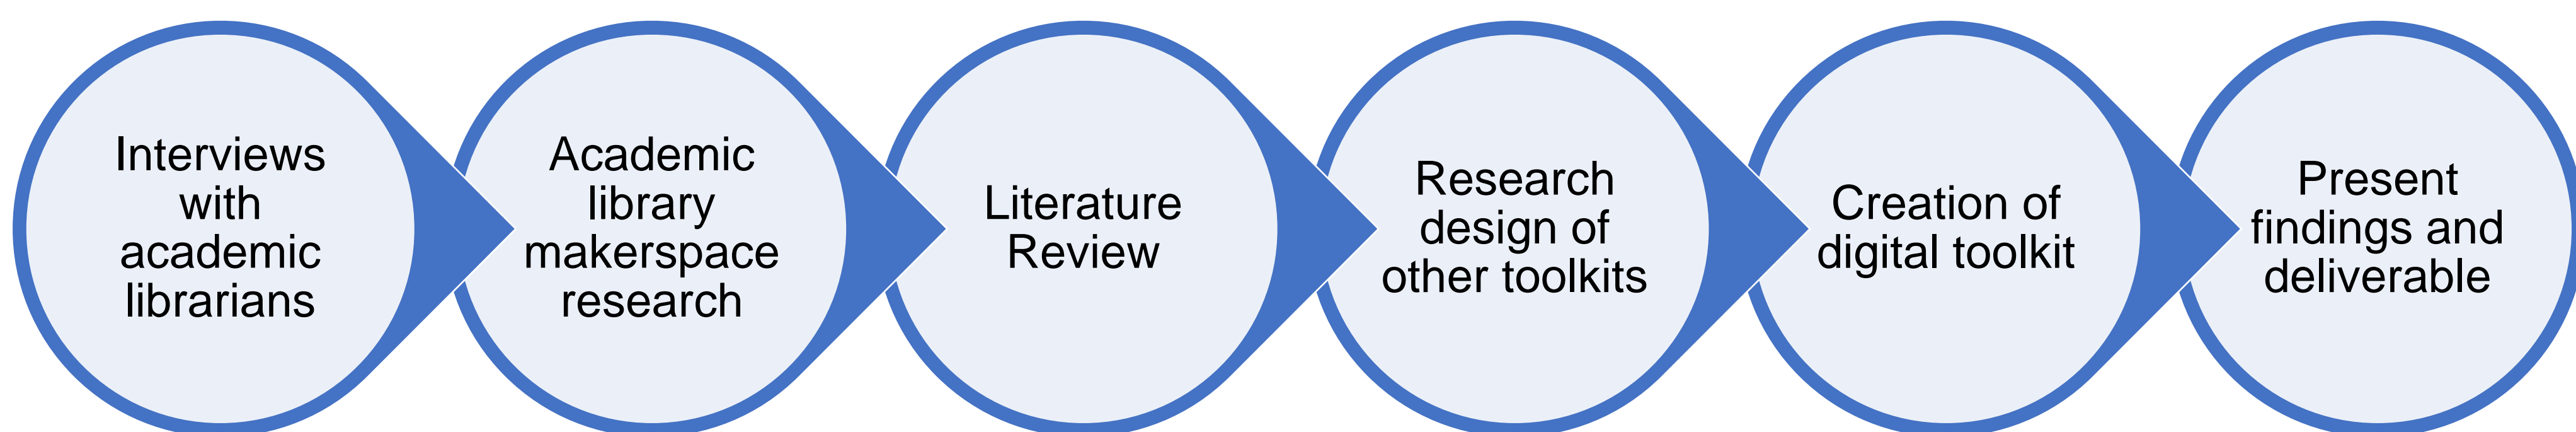 Interviews
with
academic
librarians
Academic
library
makerspace
research
Literature
Review
Research
design of
other toolkits
Creation of
digital toolkit
Present
findings and
deliverable